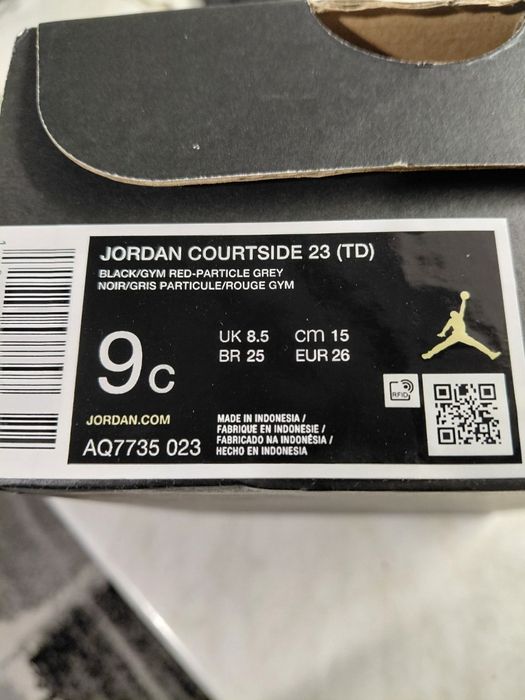 JORDAN COURTSIDE 23 (TD)
BLACK/GYM RED-PARTICLE GREY
NOIR/GRIS PARTICULE/ROUGE GYM
9C
UK 8.5 cm 15
BR 25 EUR 26
RFID
JORDAN.COM
AQ7735 023
MADE IN INDONESIA /
FABRIQUE EN INDONESIE /
FABRICADO NA INDONÉSIA /
HECHO EN INDONESIA